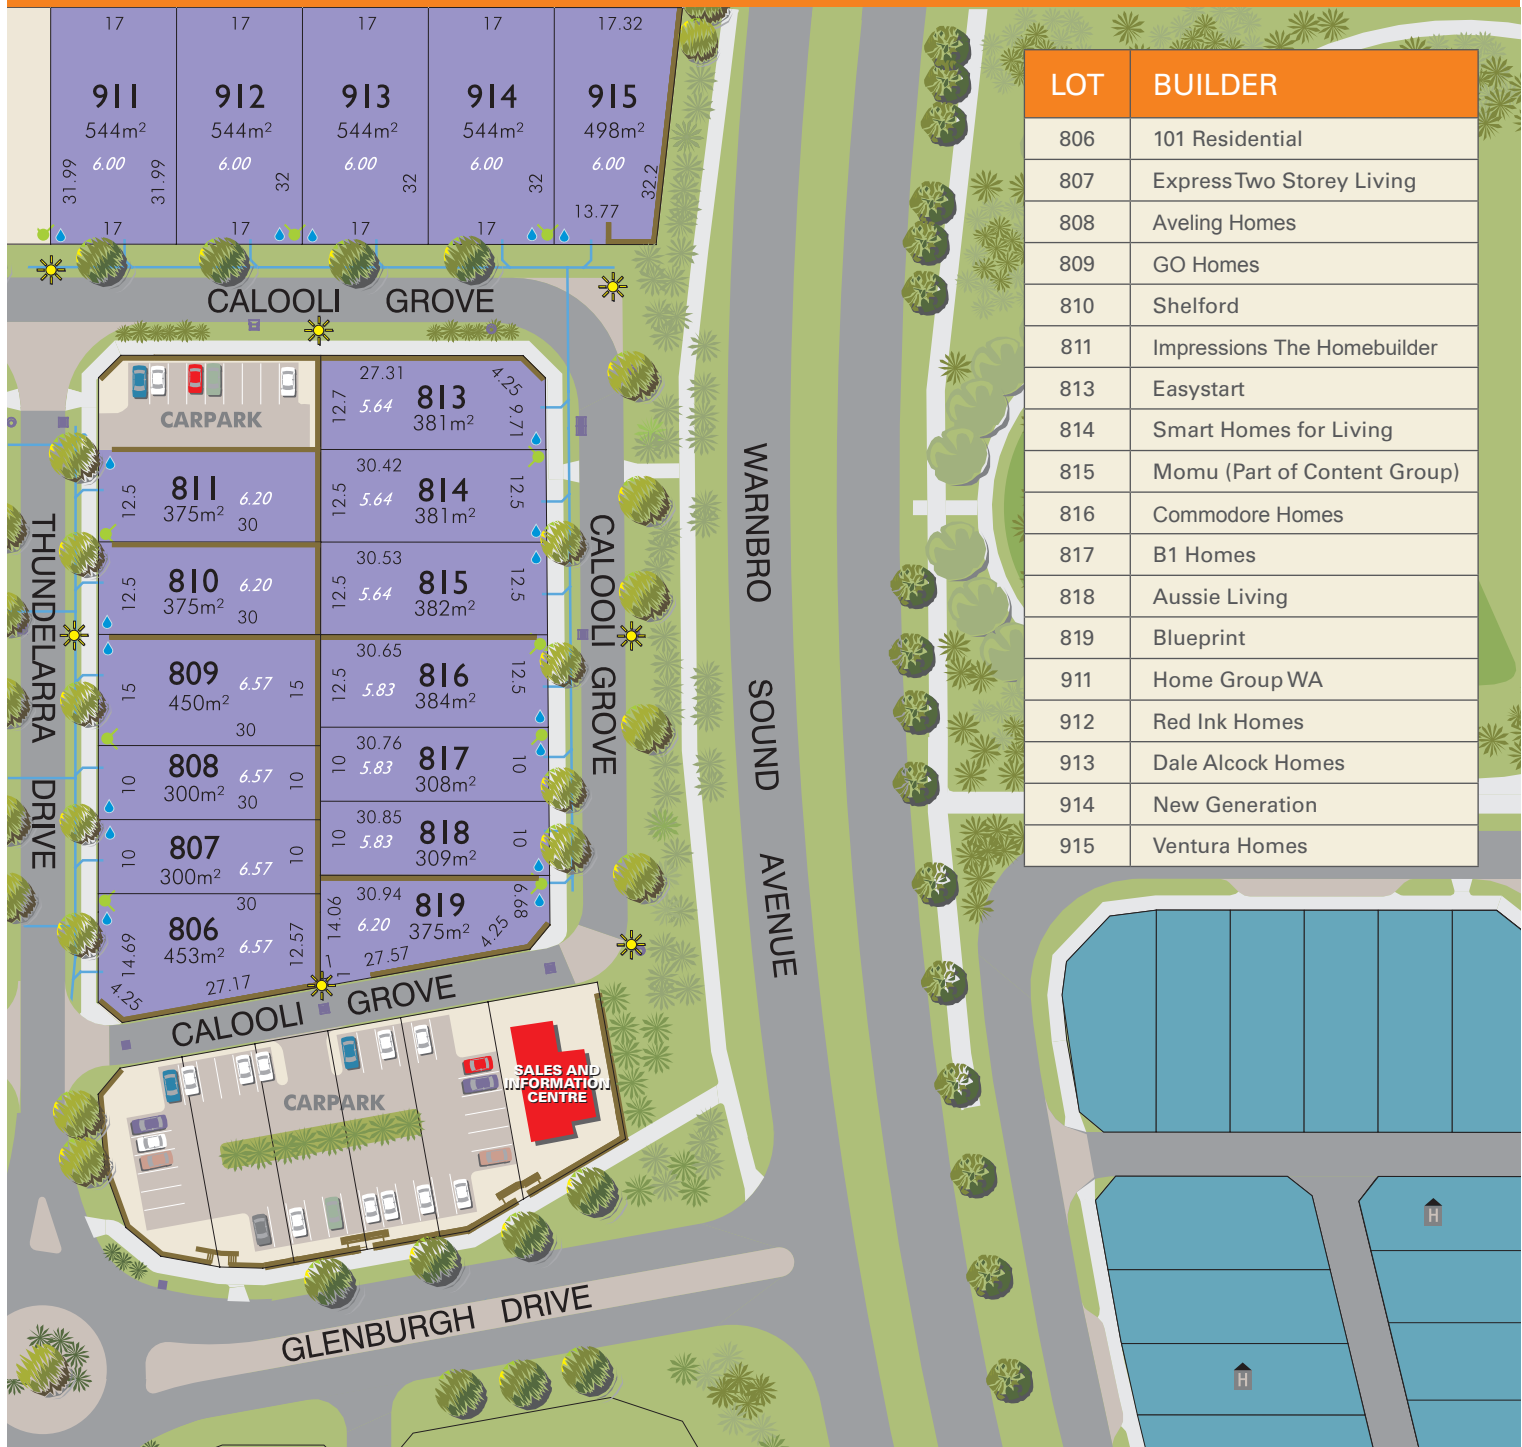 17 17 17 17 17.32
911 912 913 914 915
544m² 544m² 544m² 544m² 498m²
6.00 6.00 6.00 6.00 6.00
31.99 31.99 32 32 32 32.2
17 17 17 17 13.77
CALOOLI GROVE
CARPARK
27.31 4.25
12.7 5.64 813 9.71
381m²
811 6.20
12.5 375m² 30
30.42
12.5 5.64 814 12.5
381m²
810 6.20
12.5 375m² 30
30.53
12.5 5.64 815 12.5
382m²
809 6.57
15 450m² 15
30
30.65
12.5 5.83 816 12.5
384m²
808 6.57
10 300m² 30 10
30.76
10 5.83 817 10
308m²
807
10 300m² 6.57 10
30.85
10 5.83 818 10
309m²
30
806
14.69 453m² 6.57 12.57
4.25 27.17
30.94 6.68
14.06 6.20 819
375m² 4.25
1 1 27.57
THUNDELARRA DRIVE
CALOOLI GROVE
CALOOLI GROVE
WARNBRO SOUND AVENUE
CARPARK
SALES AND
INFORMATION
CENTRE
GLENBURGH DRIVE
H
H
LOT BUILDER
806 101 Residential
807 Express Two Storey Living
808 Aveling Homes
809 GO Homes
810 Shelford
811 Impressions The Homebuilder
813 Easystart
814 Smart Homes for Living
815 Momu (Part of Content Group)
816 Commodore Homes
817 B1 Homes
818 Aussie Living
819 Blueprint
911 Home Group WA
912 Red Ink Homes
913 Dale Alcock Homes
914 New Generation
915 Ventura Homes